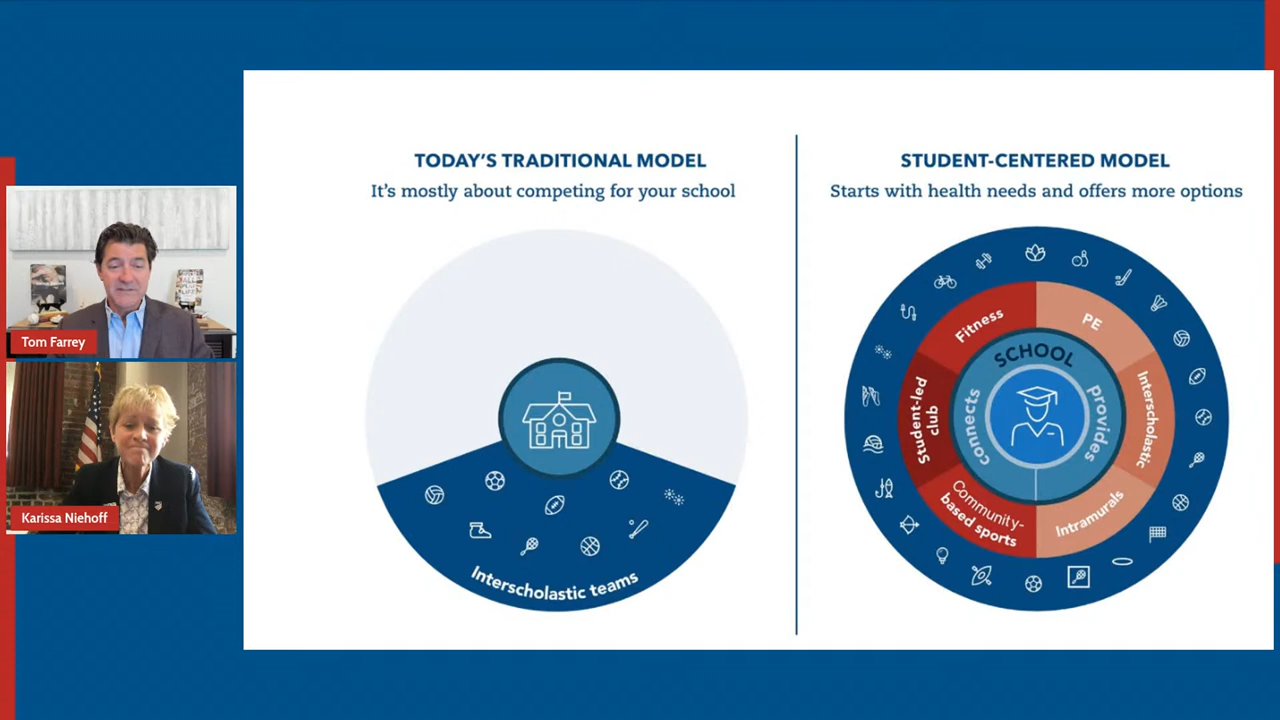 Tom Farrey
Karissa Niehoff
TODAY'S TRADITIONAL MODEL
It's mostly about competing for your school
Interscholastic teams
STUDENT-CENTERED MODEL
Starts with health needs and offers more options
Fitness
PE
Interscholastic
Intramurals
Community-
based sports
Student-led
club
SCHOOL
connects
provides